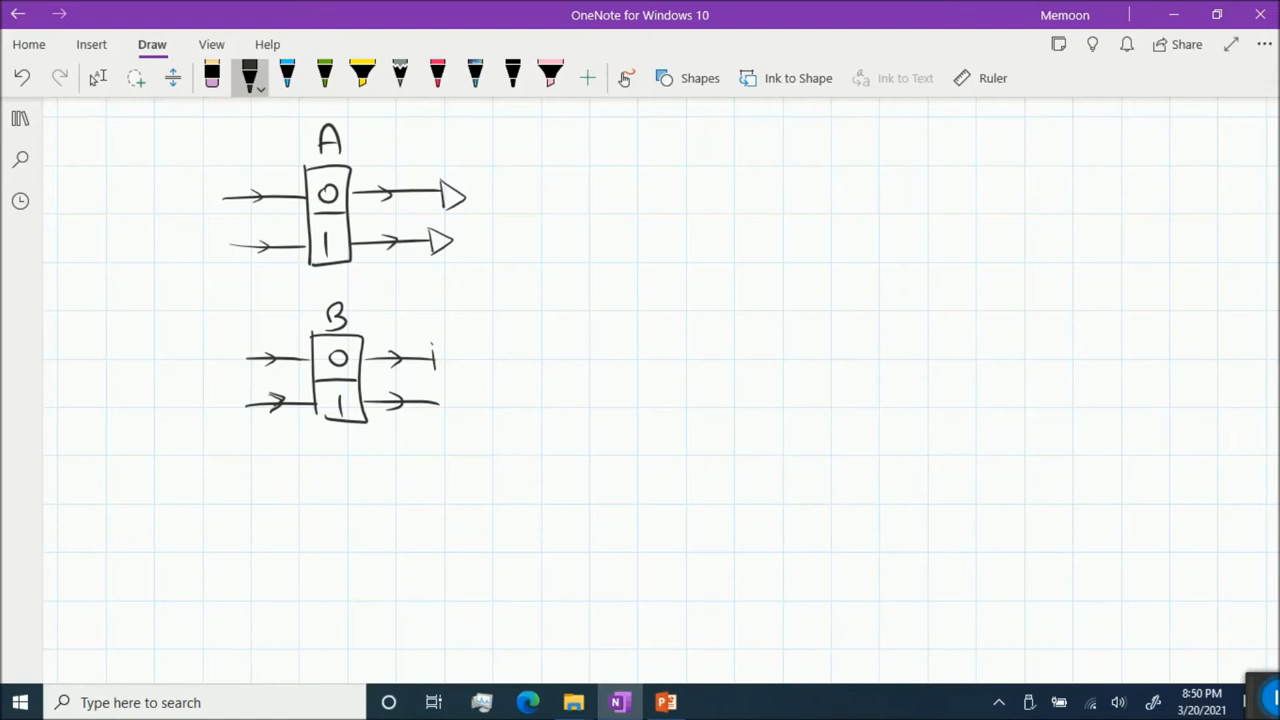 OneNote for Windows 10
Memoon
Home Insert Draw View Help
Share
Shapes Ink to Shape Ink to Text Ruler
A
0
1
B
0
1
Type here to search
8:50 PM
3/20/2021